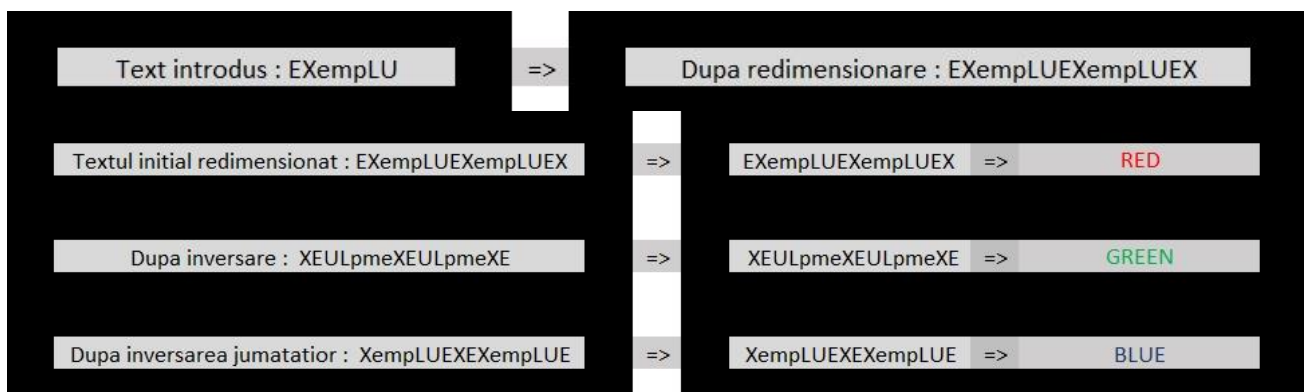 Text introdus : EXempLU => Dupa redimensionare : EXempLUEXempLUEX
Textul initial redimensionat : EXempLUEXempLUEX => EXempLUEXempLUEX => RED
Dupa inversare : XEULpmeXEULpmeXE => XEULpmeXEULpmeXE => GREEN
Dupa inversarea jumatatior : XempLUEXEXempLUE => XempLUEXEXempLUE => BLUE